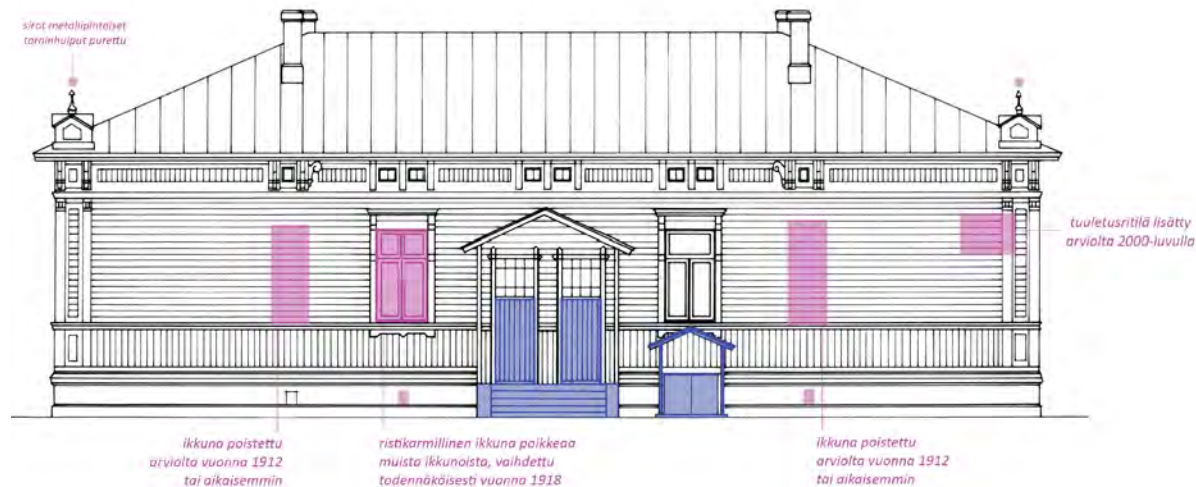 sirot metallipintaiset
torninhuiput purettu
tuuletusritilä lisätty
arviolta 2000-luvulla
ikkuna poistettu
arviolta vuonna 1912
tai aikaisemmin
ristikarmillinen ikkuna poikkeaa
muista ikkunoista, vaihdettu
todennäköisesti vuonna 1918
ikkuna poistettu
arviolta vuonna 1912
tai aikaisemmin